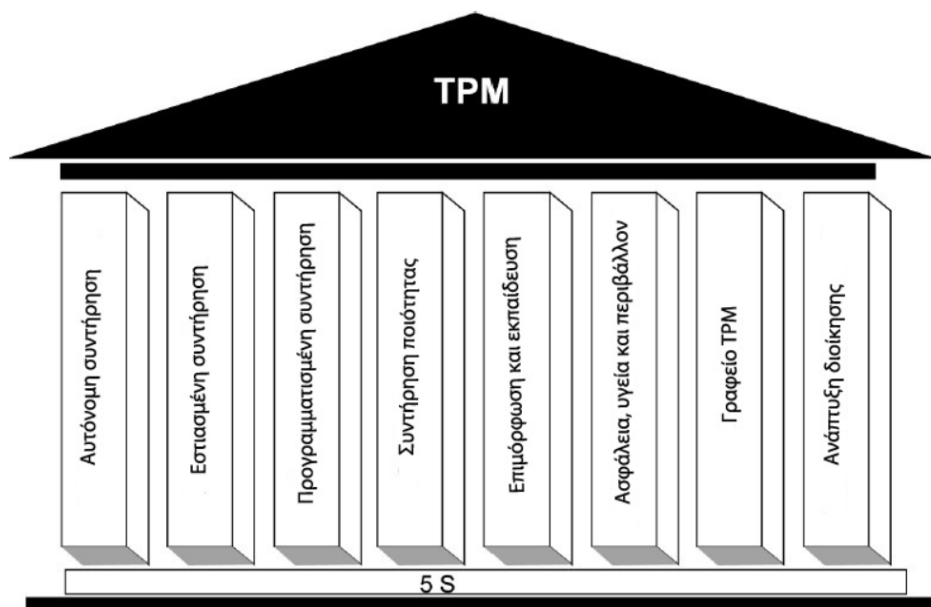 TPM
Αυτόνομη συντήρηση
Εστιασμένη συντήρηση
Προγραμματισμένη συντήρηση
Συντήρηση ποιότητας
Επιμόρφωση και εκπαίδευση
Ασφάλεια, υγεία και περιβάλλον
Γραφείο TPM
Ανάπτυξη διοίκησης
5 S